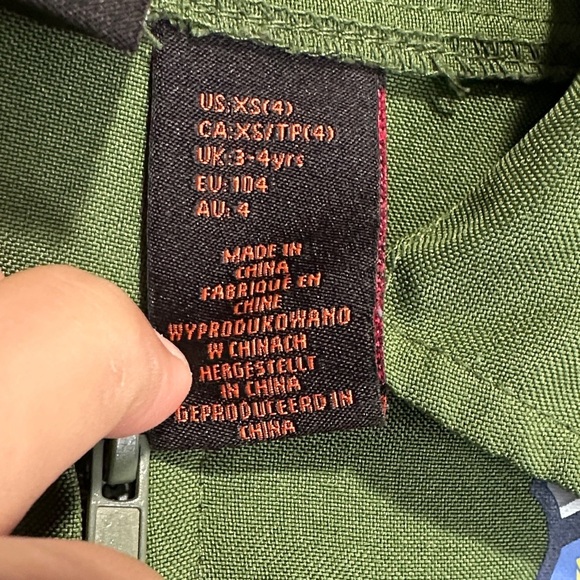 US:XS(4)
CA:XS/TP(4)
UK:3-4yrs
EU:104
AU:4
MADE IN
CHINA
FABRIQUÉ EN
CHINE
WYPRODUKOWANO
W CHINACH
HERGESTELLT
IN CHINA
GEPRODUCEERD IN
CHINA